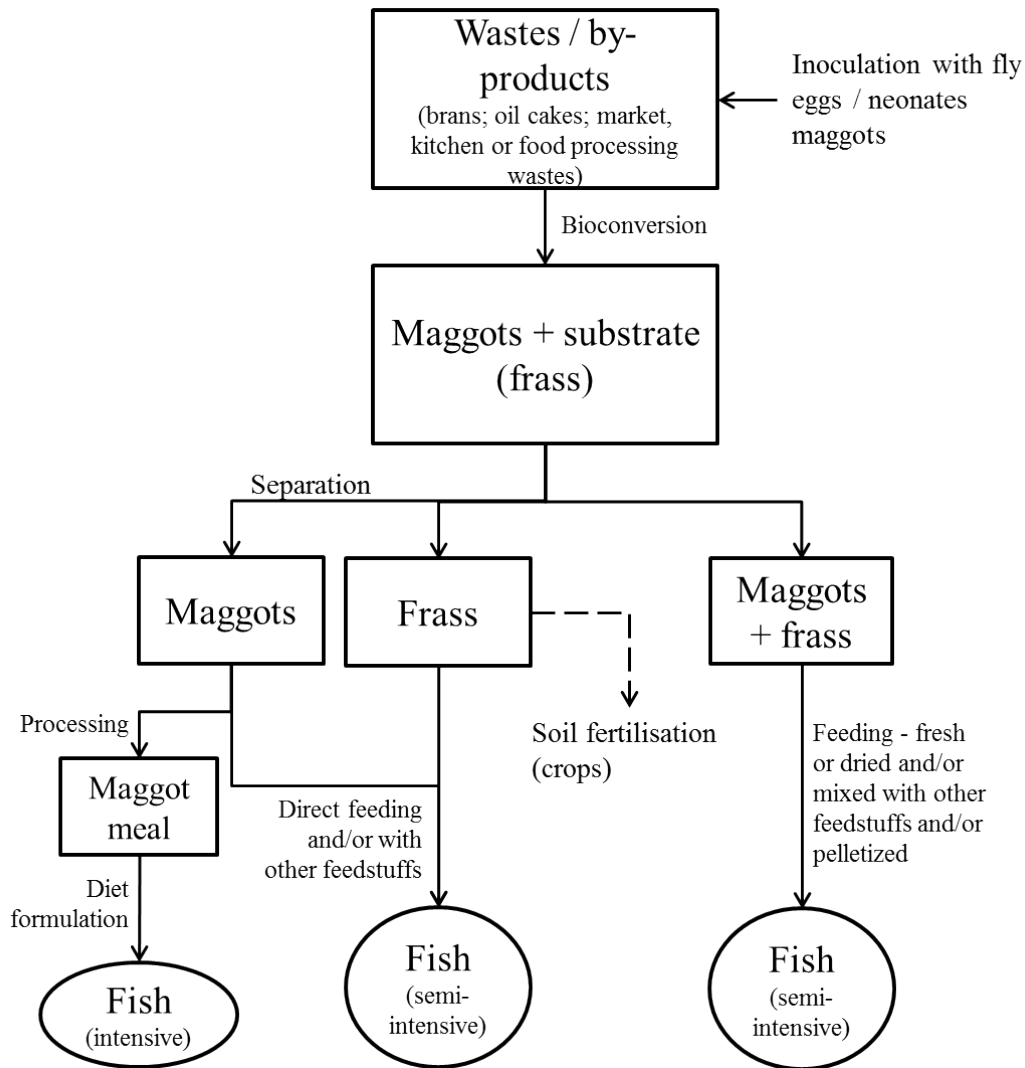 Wastes / by-
products
(brans; oil cakes; market,
kitchen or food processing
wastes)
Inoculation with fly
eggs / neonates
maggots
Bioconversion
Maggots + substrate
(frass)
Separation
Maggots
Frass
Maggots
+ frass
Processing
Maggot
meal
Soil fertilisation
(crops)
Direct feeding
and/or with
other feedstuffs
Feeding - fresh
or dried and/or
mixed with other
feedstuffs and/or
pelletized
Diet
formulation
Fish
(intensive)
Fish
(semi-
intensive)
Fish
(semi-
intensive)